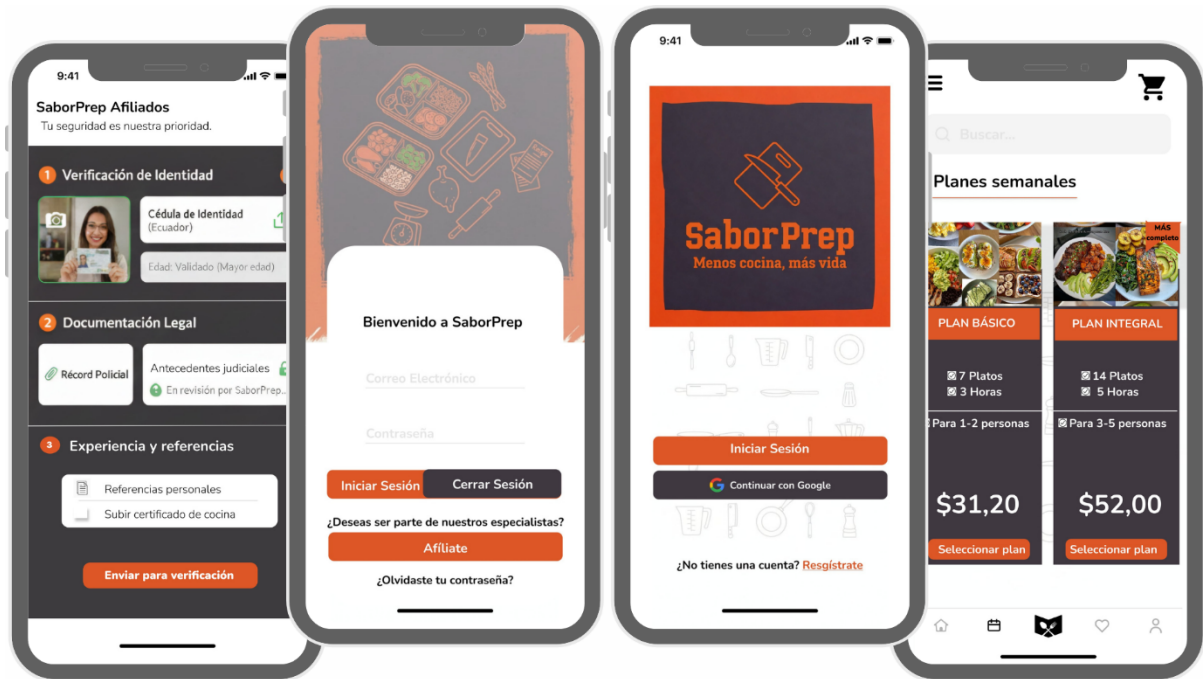 9:41
SaborPrep Afiliados
Tu seguridad es nuestra prioridad.
1 Verificación de Identidad
Cédula de Identidad
(Ecuador)
Edad: Validado (Mayor edad)
2 Documentación Legal
Récord Policial
Antecedentes judiciales
En revisión por SaborPrep..
3 Experiencia y referencias
Referencias personales
Subir certificado de cocina
Enviar para verificación
Bienvenido a SaborPrep
Correo Electrónico
Contraseña
Iniciar Sesión
Cerrar Sesión
¿Deseas ser parte de nuestros especialistas?
Afíliate
¿Olvidaste tu contraseña?
9:41
SaborPrep
Menos cocina, más vida
Iniciar Sesión
Continuar con Google
¿No tienes una cuenta? Resgístrate
Buscar...
Planes semanales
PLAN BÁSICO
7 Platos
3 Horas
Para 1-2 personas
$31,20
Seleccionar plan
MÁS
completo
PLAN INTEGRAL
14 Platos
5 Horas
Para 3-5 personas
$52,00
Seleccionar plan